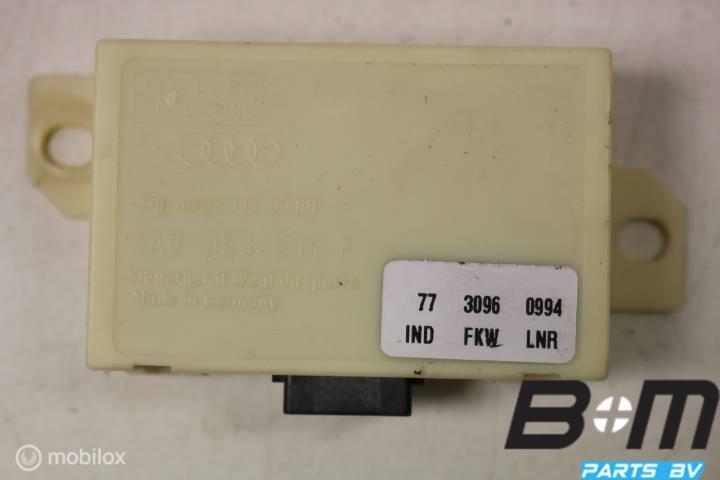 4A0 953 234 F
Steuergerät Wegfahrsperre
Made in Germany
77 3096 0994
IND FKW LNR
B+M
PARTS BV
mobilox